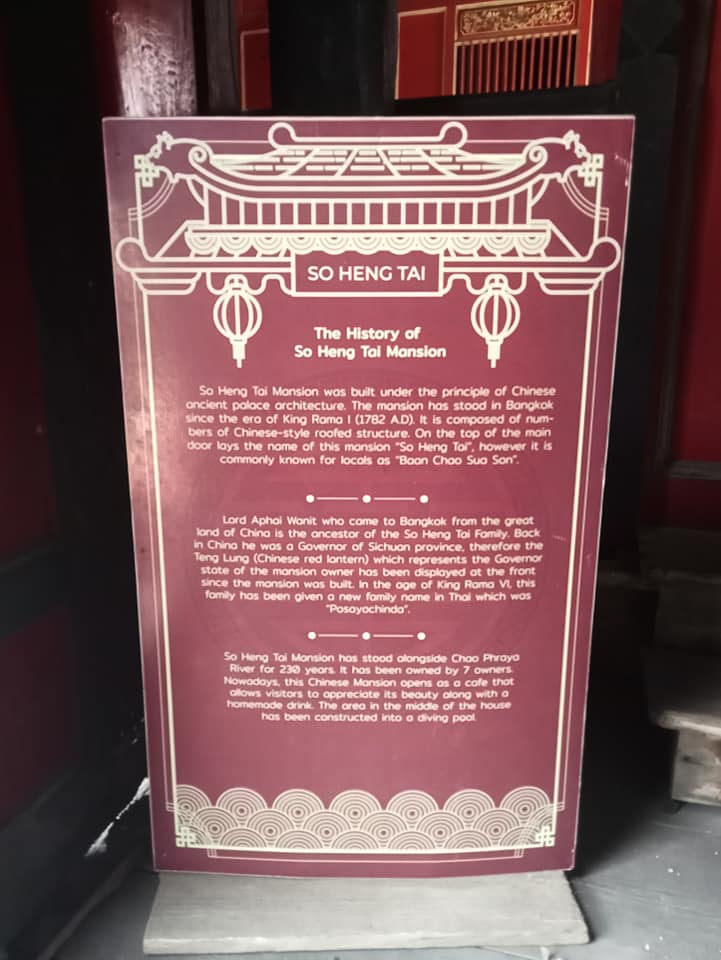 SO HENG TAI
The History of
So Heng Tai Mansion
So Heng Tai Mansion was built under the principle of Chinese
ancient palace architecture. The mansion has stood in Bangkok
since the era of King Rama I (1782 A.D). It is composed of num-
bers of Chinese-style roofed structure. On the top of the main
door lays the name of this mansion "So Heng Tai", however it is
commonly known for locals as "Baan Chao Sua Son".
Lord Aphai Wanit who came to Bangkok from the great
land of China is the ancestor of the So Heng Tai Family. Back
in China he was a Governor of Sichuan province, therefore the
Teng Lung (Chinese red lantern) which represents the Governor
state of the mansion owner has been displayed at the front
since the mansion was built. In the age of King Rama VI, this
family has been given a new family name in Thai which was
"Posayachinda".
So Heng Tai Mansion has stood alongside Chao Phraya
River for 230 years. It has been owned by 7 owners.
Nowadays, this Chinese Mansion opens as a cafe that
allows visitors to appreciate its beauty along with a
homemade drink. The area in the middle of the house
has been constructed into a diving pool.